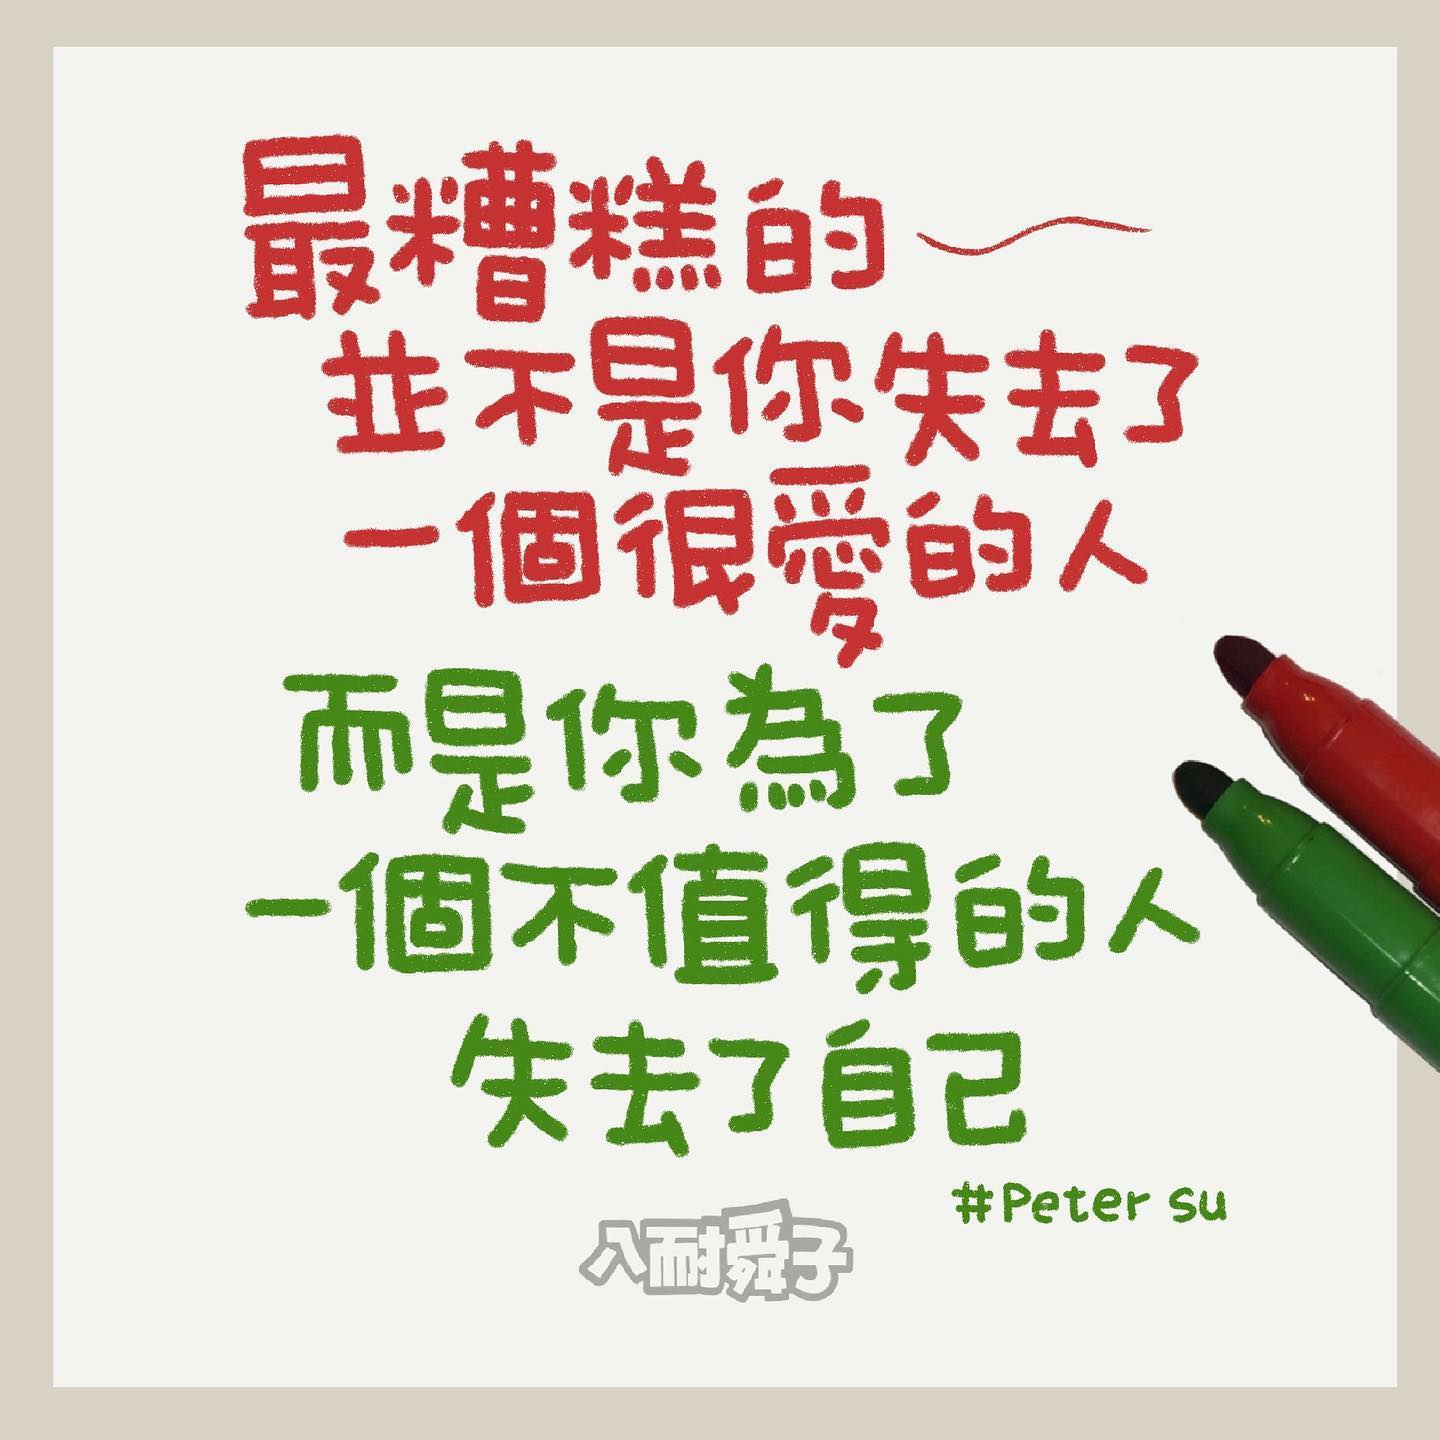 最糟糕的～
並不是你失去了
一個很愛的人
而是你為了
一個不值得的人
失去了自己
#Peter su
八耐舜子